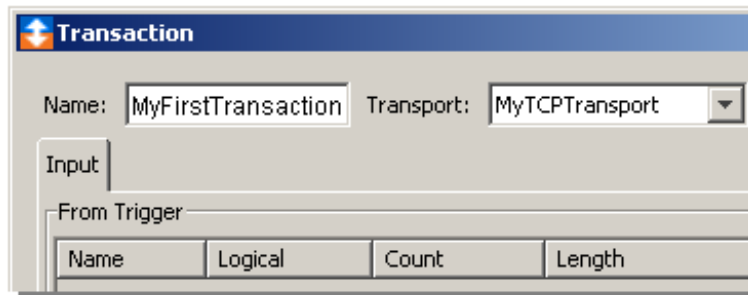 Transaction
Name: MyFirstTransaction Transport: MyTCPTransport
Input
From Trigger
Name Logical Count Length